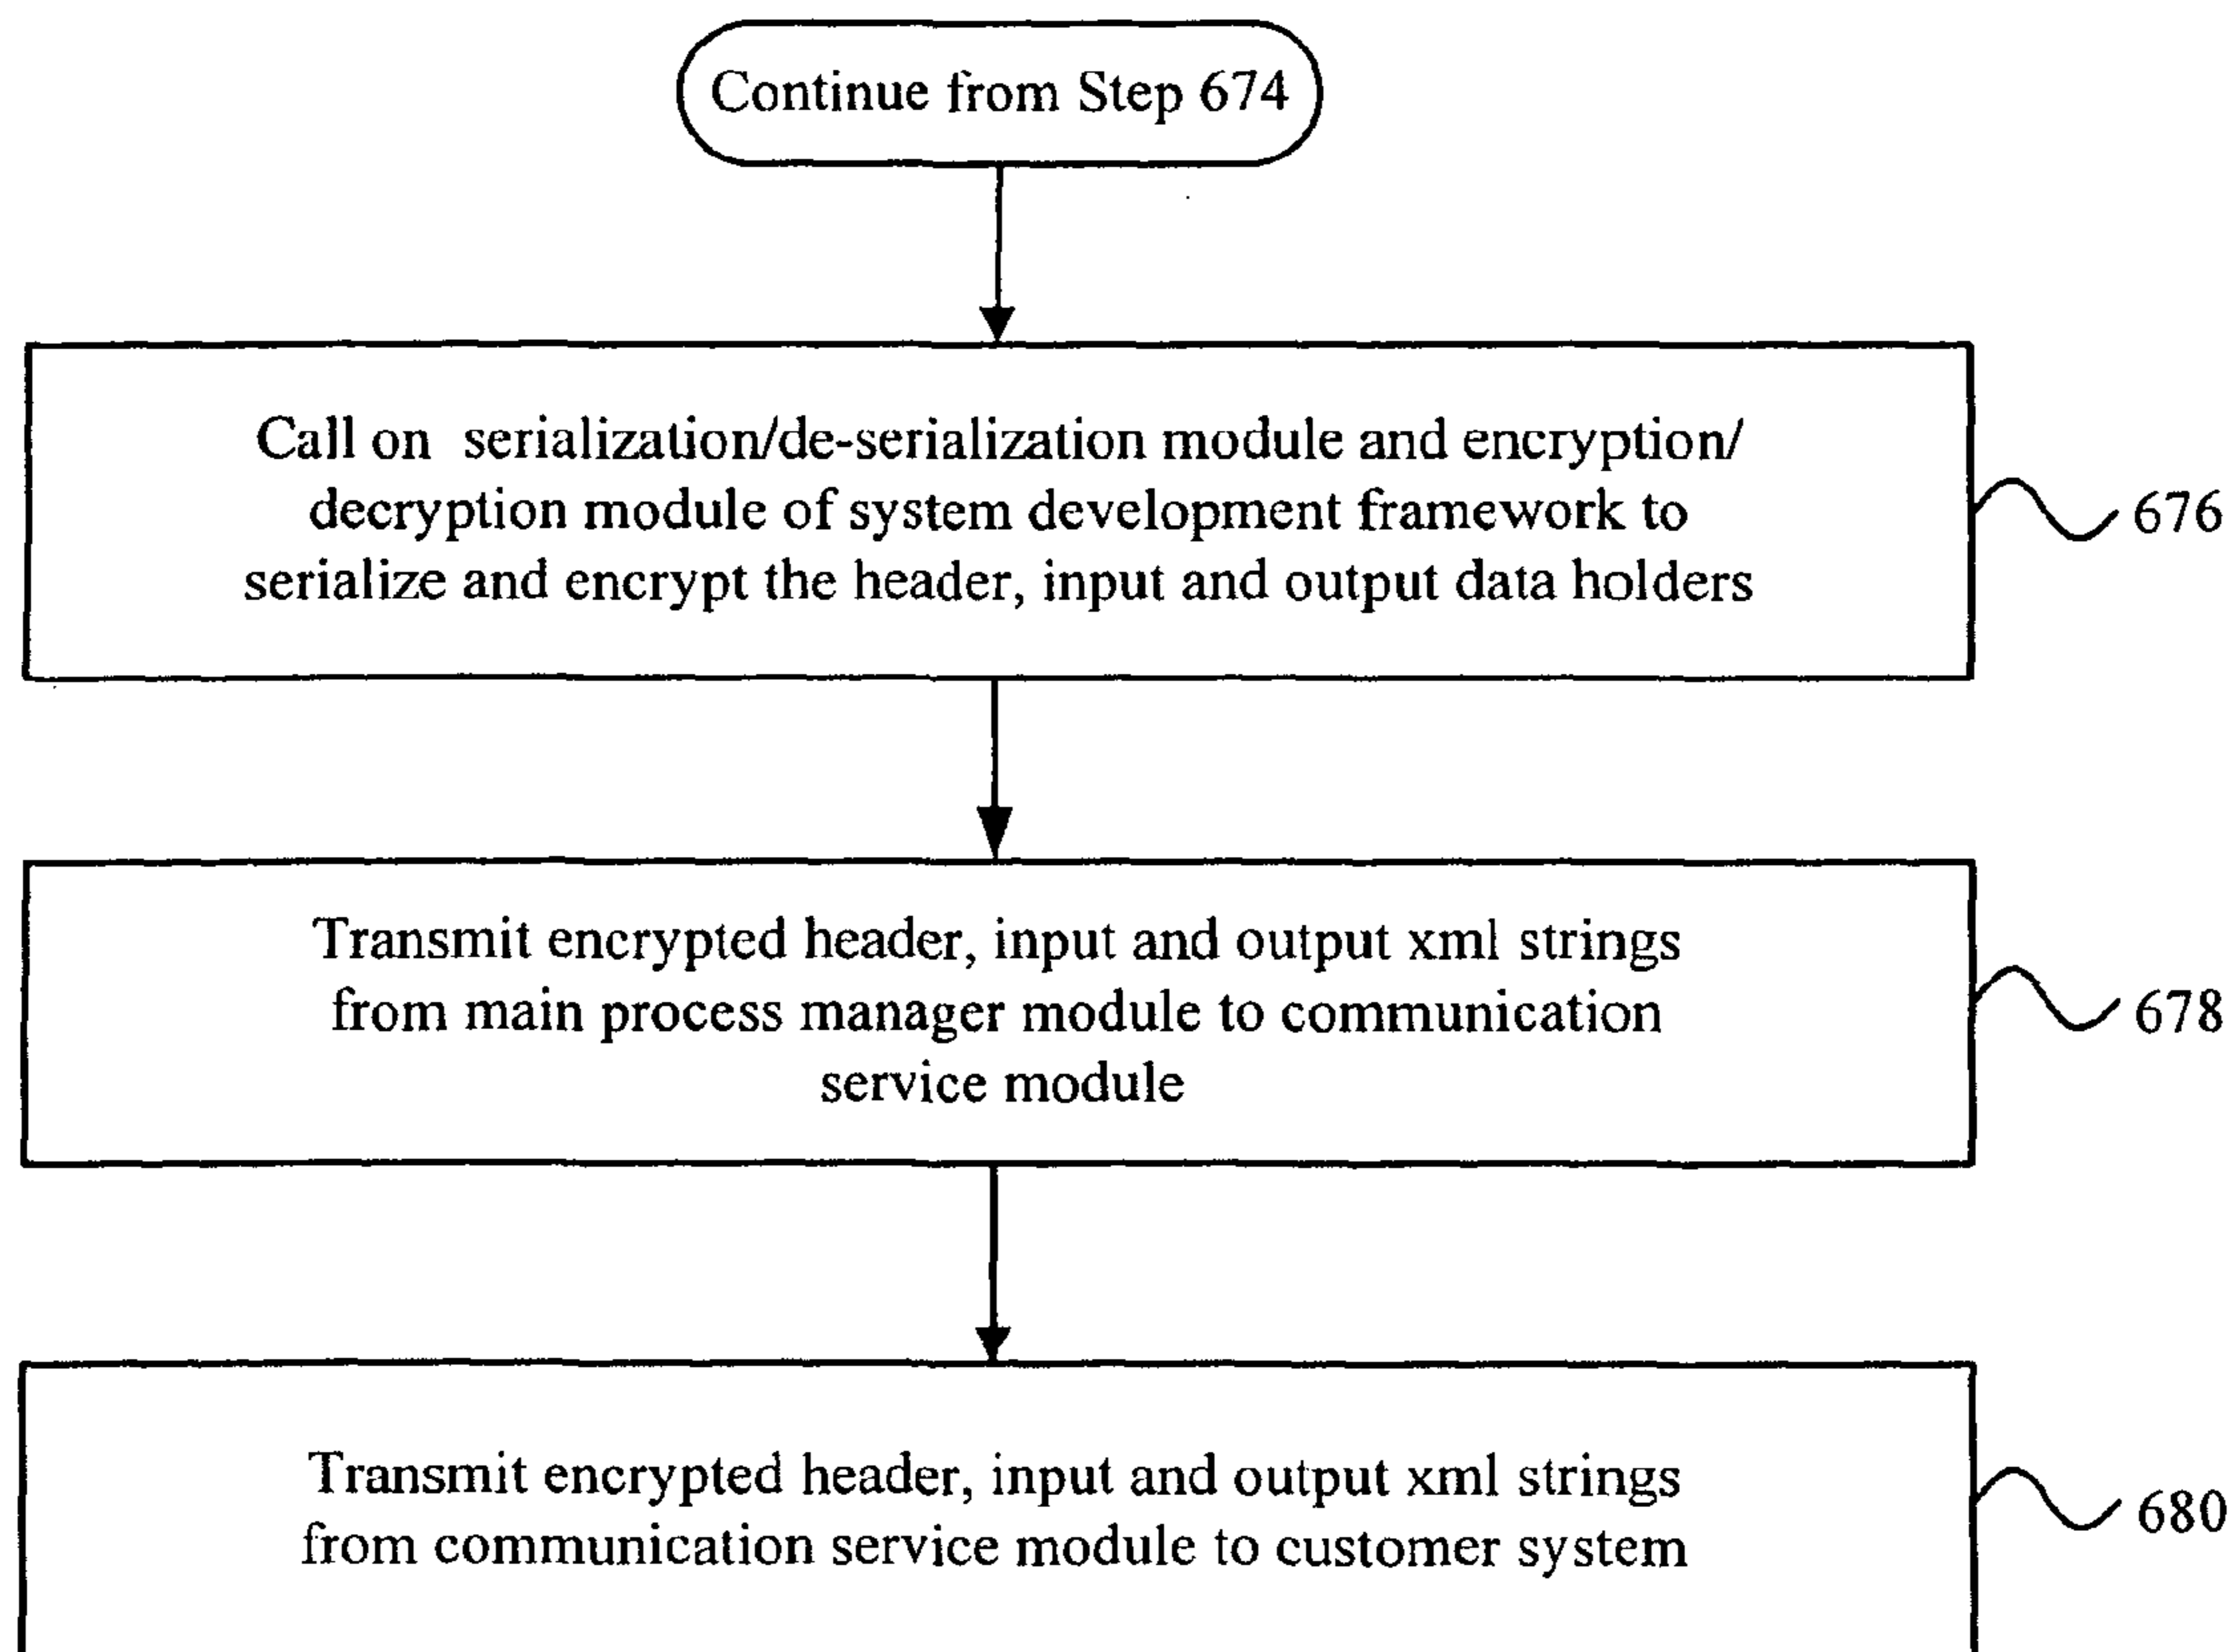 Continue from Step 674
Call on serialization/de-serialization module and encryption/
decryption module of system development framework to
serialize and encrypt the header, input and output data holders
676
Transmit encrypted header, input and output xml strings
from main process manager module to communication
service module
678
Transmit encrypted header, input and output xml strings
from communication service module to customer system
680